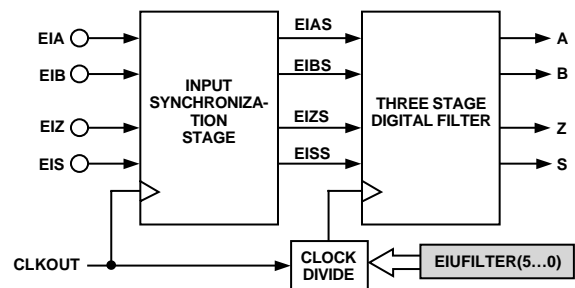 EIA
EIB
EIZ
EIS
INPUT
SYNCHRONIZA-
TION
STAGE
EIAS
EIBS
EIZS
EISS
THREE STAGE
DIGITAL FILTER
A
B
Z
S
CLKOUT
CLOCK
DIVIDE
EIUFILTER(5...0)